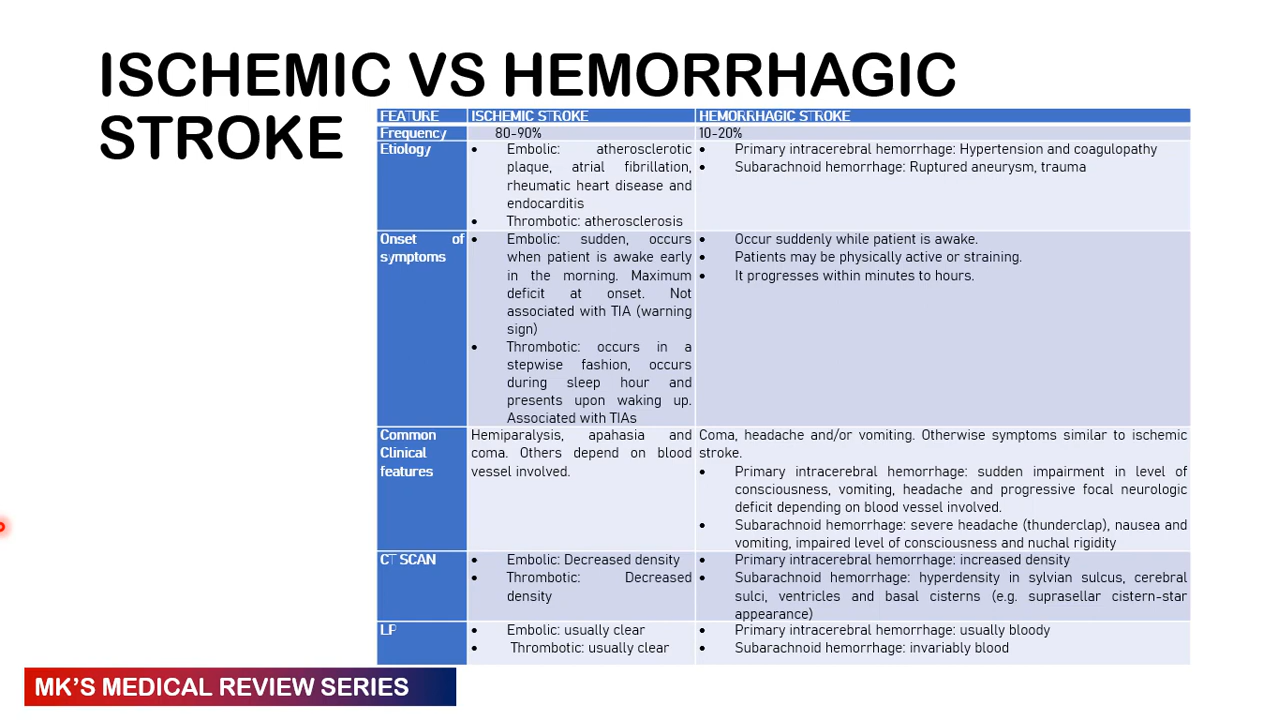 ISCHEMIC VS HEMORRHAGIC
STROKE
FEATURE ISCHEMIC STROKE HEMORRHAGIC STROKE
Frequency 80-90% 10-20%
Etiology
• Embolic: atherosclerotic
plaque, atrial fibrillation,
rheumatic heart disease and
endocarditis
• Thrombotic: atherosclerosis
• Primary intracerebral hemorrhage: Hypertension and coagulopathy
• Subarachnoid hemorrhage: Ruptured aneurysm, trauma
Onset of
symptoms
• Embolic: sudden, occurs
when patient is awake early
in the morning. Maximum
deficit at onset. Not
associated with TIA (warning
sign)
• Thrombotic: occurs in a
stepwise fashion, occurs
during sleep hour and
presents upon waking up.
Associated with TIAs
• Occur suddenly while patient is awake.
• Patients may be physically active or straining.
• It progresses within minutes to hours.
Common
Clinical
features
Hemiparalysis, apahasia and
coma. Others depend on blood
vessel involved.
Coma, headache and/or vomiting. Otherwise symptoms similar to ischemic
stroke.
• Primary intracerebral hemorrhage: sudden impairment in level of
consciousness, vomiting, headache and progressive focal neurologic
deficit depending on blood vessel involved.
• Subarachnoid hemorrhage: severe headache (thunderclap), nausea and
vomiting, impaired level of consciousness and nuchal rigidity
CT SCAN
• Embolic: Decreased density
• Thrombotic: Decreased
density
• Primary intracerebral hemorrhage: increased density
• Subarachnoid hemorrhage: hyperdensity in sylvian sulcus, cerebral
sulci, ventricles and basal cisterns (e.g. suprasellar cistern-star
appearance)
LP
• Embolic: usually clear
• Thrombotic: usually clear
• Primary intracerebral hemorrhage: usually bloody
• Subarachnoid hemorrhage: invariably blood
MK'S MEDICAL REVIEW SERIES